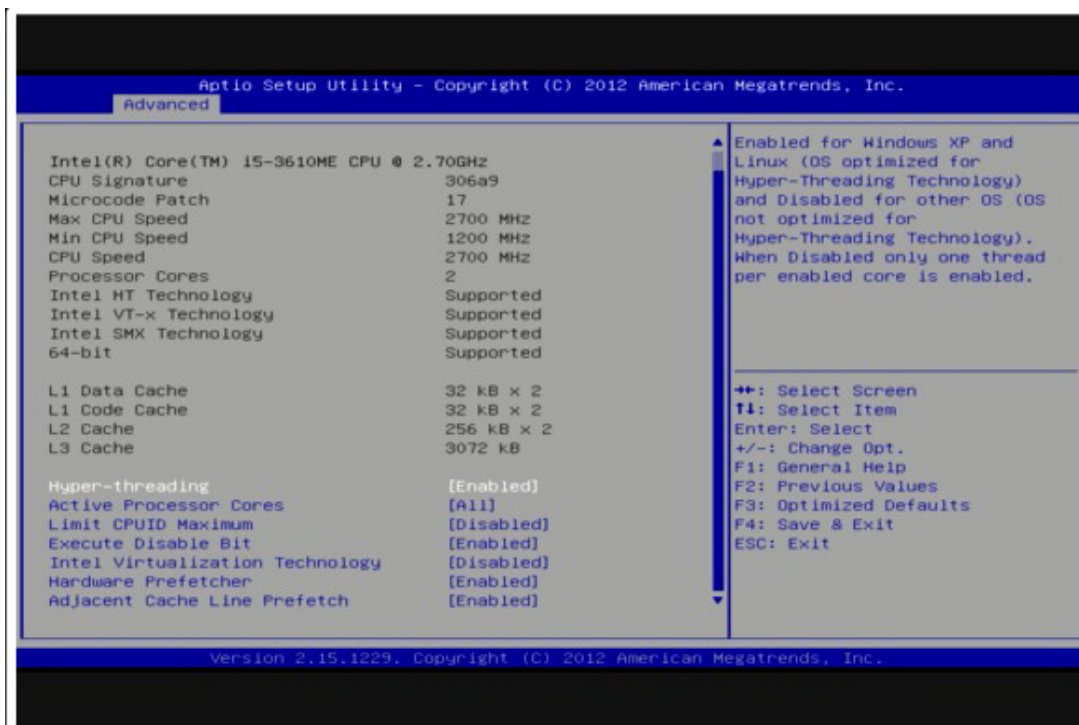 Aptio Setup Utility - Copyright (C) 2012 American Megatrends, Inc.
Advanced
Intel(R) Core(TM) i5-3610ME CPU @ 2.70GHz
CPU Signature 306a9
Microcode Patch 17
Max CPU Speed 2700 MHz
Min CPU Speed 1200 MHz
CPU Speed 2700 MHz
Processor Cores 2
Intel HT Technology Supported
Intel VT-x Technology Supported
Intel SMX Technology Supported
64-bit Supported
L1 Data Cache 32 kB x 2
L1 Code Cache 32 kB x 2
L2 Cache 256 kB x 2
L3 Cache 3072 kB
Hyper-threading [Enabled]
Active Processor Cores [All]
Limit CPUID Maximum [Disabled]
Execute Disable Bit [Enabled]
Intel Virtualization Technology [Disabled]
Hardware Prefetcher [Enabled]
Adjacent Cache Line Prefetch [Enabled]
Enabled for Windows XP and
Linux (OS optimized for
Hyper-Threading Technology)
and Disabled for other OS (OS
not optimized for
Hyper-Threading Technology).
When Disabled only one thread
per enabled core is enabled.
→←: Select Screen
↑↓: Select Item
Enter: Select
+/-: Change Opt.
F1: General Help
F2: Previous Values
F3: Optimized Defaults
F4: Save & Exit
ESC: Exit
Version 2.15.1229. Copyright (C) 2012 American Megatrends, Inc.